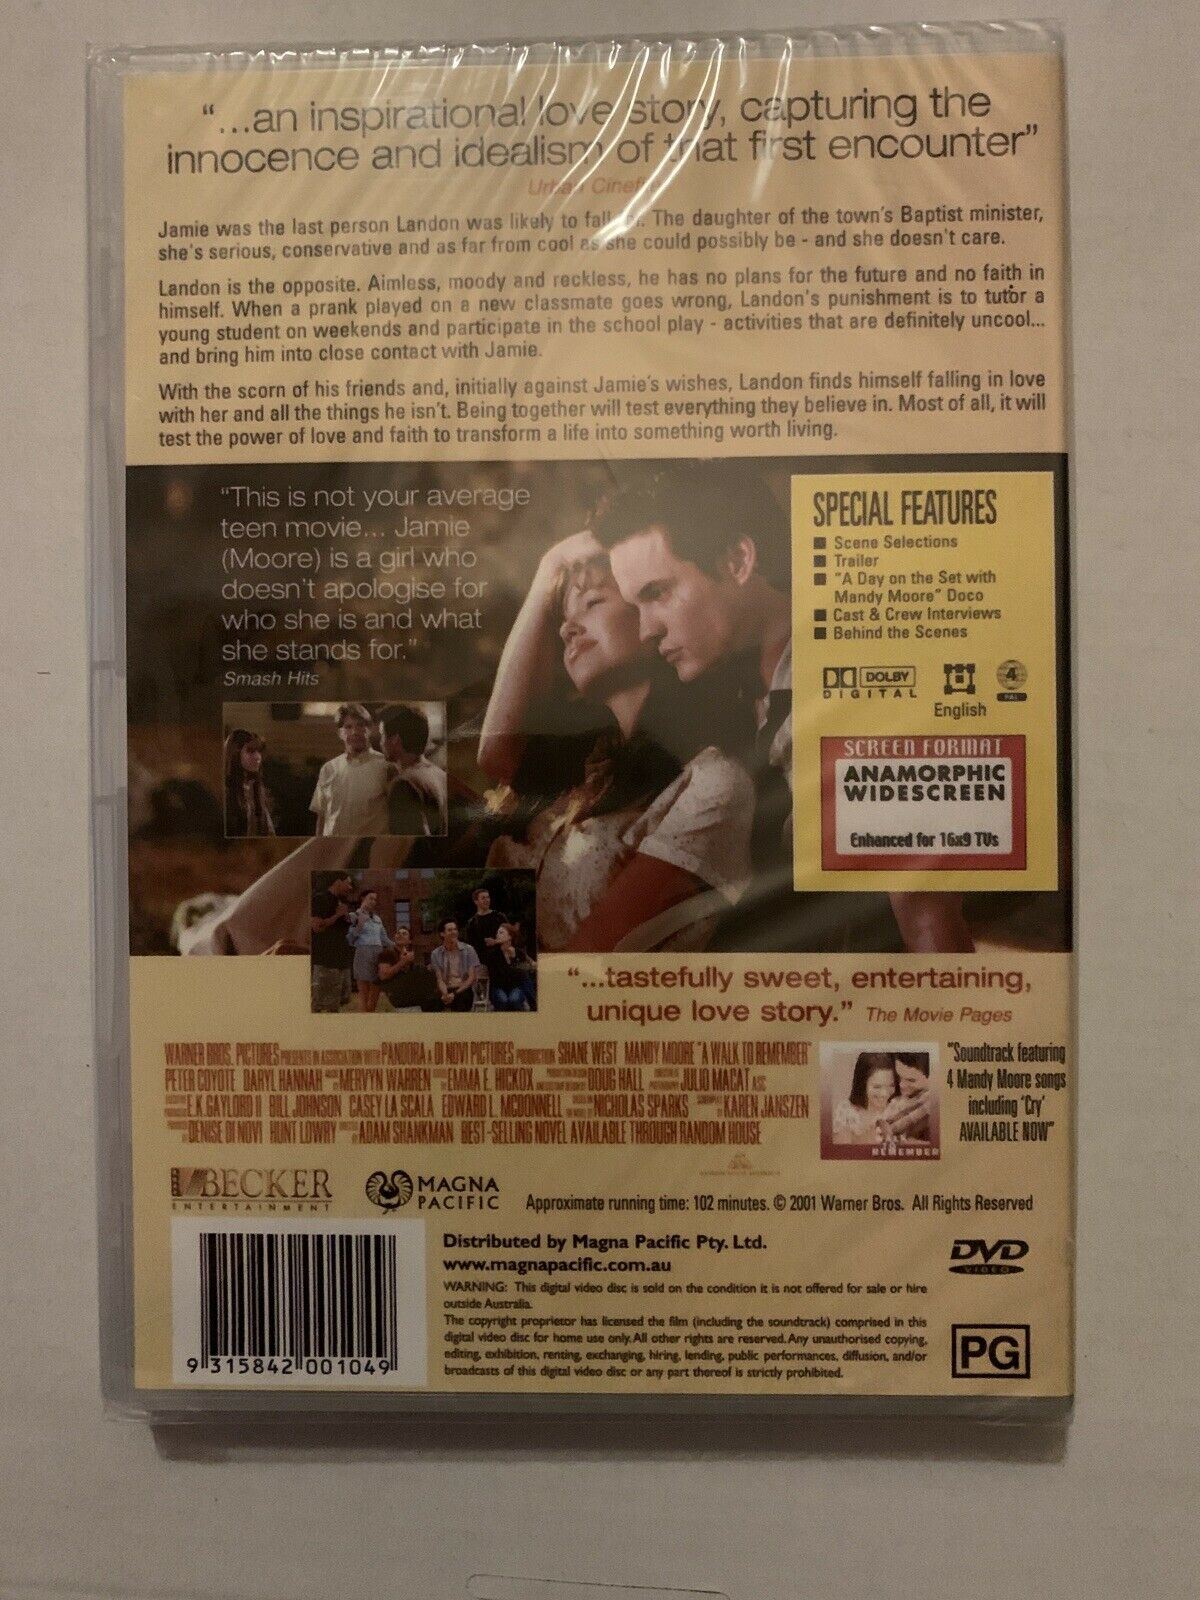 “...an inspirational love story, capturing the
innocence and idealism of that first encounter”
Urban
Jamie was the last person Landon was likely to fall The daughter of the town's Baptist minister,
she's serious, conservative and as far from cool as she could possibly be - and she doesn't care.
Landon is the opposite. Aimless, moody and reckless, he has no plans for the future and no faith in
himself. When a prank played on a new classmate goes wrong, Landon's punishment is to tutor a
young student on weekends and participate in the school play - activities that are definitely uncool...
and bring him into close contact with Jamie.
With the scorn of his friends and, initially against Jamie's wishes, Landon finds himself falling in love
with her and all the things he isn't. Being together will test everything they believe in. Most of all, it will
test the power of love and faith to transform a life into something worth living.
“This is not your average
teen movie... Jamie
(Moore) is a girl who
doesn't apologise for
who she is and what
she stands for.”
Smash Hits
SPECIAL FEATURES
■ Scene Selections
■ Trailer
■ “A Day on the Set with
Mandy Moore” Doco
■ Cast & Crew Interviews
■ Behind the Scenes
DOLBY
DIGITAL
English
4
PAL
SCREEN FORMAT
ANAMORPHIC
WIDESCREEN
Enhanced for 16x9 TVs
“...tastefully sweet, entertaining,
unique love story.” The Movie Pages
WARNER BROS. PICTURES PRESENTS IN ASSOCIATION WITH PANDORA A DI NOVI PICTURES PRODUCTION SHANE WEST MANDY MOORE "A WALK TO REMEMBER"
PETER COYOTE DARYL HANNAH MERVYN WARREN EMMA E. HICKOX DOUG HALL JULIO MACAT ASC
E.K. GAYLORD II BILL JOHNSON CASEY LA SCALA EDWARD L. MCDONNELL NICHOLAS SPARKS KAREN JANSZEN
DENISE DI NOVI HUNT LOWRY ADAM SHANKMAN BEST-SELLING NOVEL AVAILABLE THROUGH RANDOM HOUSE
REMEMBER
"Soundtrack featuring
4 Mandy Moore songs
including 'Cry'
AVAILABLE NOW"
BECKER
ENTERTAINMENT
MAGNA
PACIFIC
Approximate running time: 102 minutes. © 2001 Warner Bros. All Rights Reserved
Distributed by Magna Pacific Pty. Ltd.
www.magnapacific.com.au
WARNING: This digital video disc is sold on the condition it is not offered for sale or hire
outside Australia.
The copyright proprietor has licensed the film (including the soundtrack) comprised in this
digital video disc for home use only. All other rights are reserved. Any unauthorised copying,
editing, exhibition, renting, exchanging, hiring, lending, public performances, diffusion, and/or
broadcasts of this digital video disc or any part thereof is strictly prohibited.
DVD
VIDEO
PG
9 315842 001049